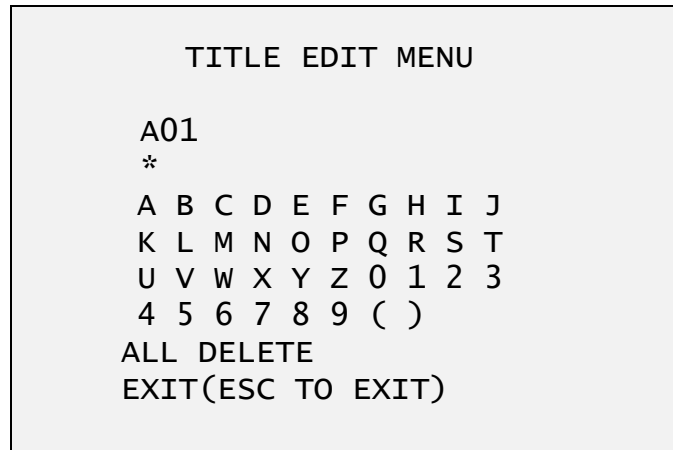 TITLE EDIT MENU
A01
*
A B C D E F G H I J
K L M N O P Q R S T
U V W X Y Z 0 1 2 3
4 5 6 7 8 9 ( )
ALL DELETE
EXIT(ESC TO EXIT)